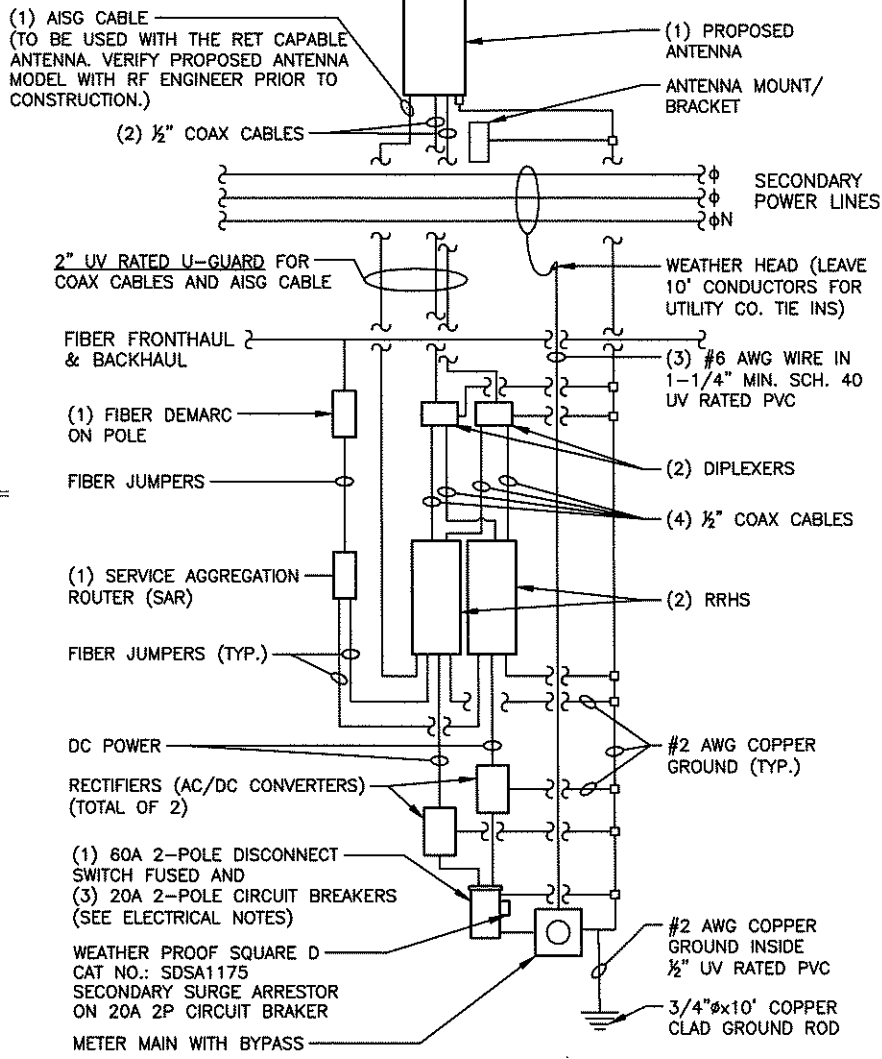 (1) AISG CABLE
(TO BE USED WITH THE RET CAPABLE
ANTENNA. VERIFY PROPOSED ANTENNA
MODEL WITH RF ENGINEER PRIOR TO
CONSTRUCTION.)
(2) ½" COAX CABLES
2" UV RATED U-GUARD FOR
COAX CABLES AND AISG CABLE
FIBER FRONTHAUL
& BACKHAUL
(1) FIBER DEMARC
ON POLE
FIBER JUMPERS
(1) SERVICE AGGREGATION
ROUTER (SAR)
FIBER JUMPERS (TYP.)
DC POWER
RECTIFIERS (AC/DC CONVERTERS)
(TOTAL OF 2)
(1) 60A 2-POLE DISCONNECT
SWITCH FUSED AND
(3) 20A 2-POLE CIRCUIT BREAKERS
(SEE ELECTRICAL NOTES)
WEATHER PROOF SQUARE D
CAT NO.: SDSA1175
SECONDARY SURGE ARRESTOR
ON 20A 2P CIRCUIT BRAKER
METER MAIN WITH BYPASS
(1) PROPOSED
ANTENNA
ANTENNA MOUNT/
BRACKET
ϕ
ϕ
ϕN
SECONDARY
POWER LINES
WEATHER HEAD (LEAVE
10' CONDUCTORS FOR
UTILITY CO. TIE INS)
(3) #6 AWG WIRE IN
1-1/4" MIN. SCH. 40
UV RATED PVC
(2) DIPLEXERS
(4) ½" COAX CABLES
(2) RRHS
#2 AWG COPPER
GROUND (TYP.)
#2 AWG COPPER
GROUND INSIDE
½" UV RATED PVC
3/4"øx10' COPPER
CLAD GROUND ROD